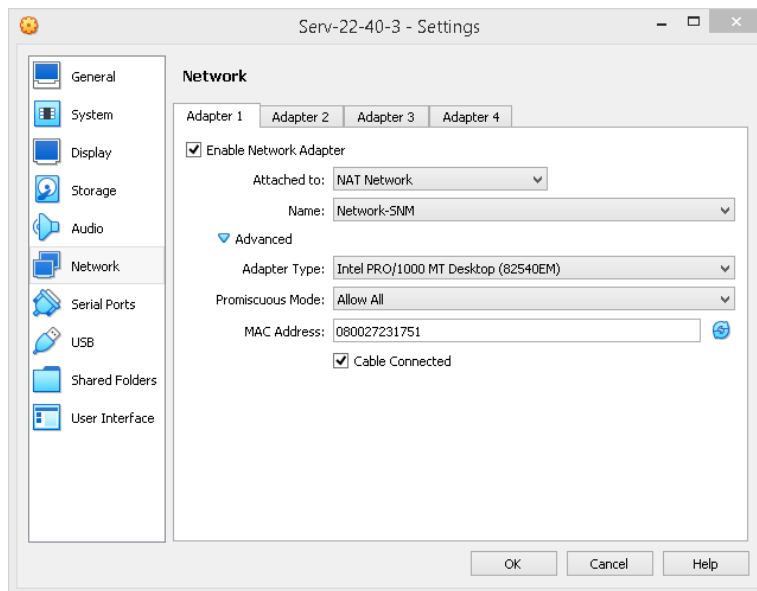 Serv-22-40-3 - Settings
General
System
Display
Storage
Audio
Network
Serial Ports
USB
Shared Folders
User Interface
Network
Adapter 1 Adapter 2 Adapter 3 Adapter 4
Enable Network Adapter
Attached to: NAT Network
Name: Network-SNM
Advanced
Adapter Type: Intel PRO/1000 MT Desktop (82540EM)
Promiscuous Mode: Allow All
MAC Address: 080027231751
Cable Connected
OK Cancel Help